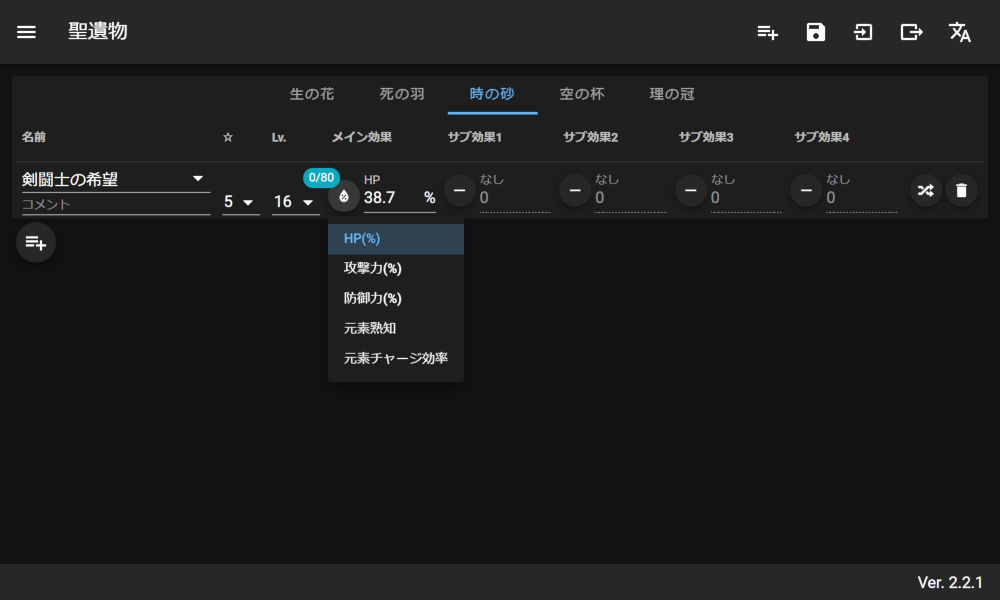 聖遺物
生の花 死の羽 時の砂 空の杯 理の冠
名前 ☆ Lv. メイン効果 サブ効果1 サブ効果2 サブ効果3 サブ効果4
0/80 HP なし なし なし なし
剣闘士の希望
コメント 5 16 38.7 % 0 0 0 0
HP(%)
攻撃力(%)
防御力(%)
元素熟知
元素チャージ効率
Ver. 2.2.1